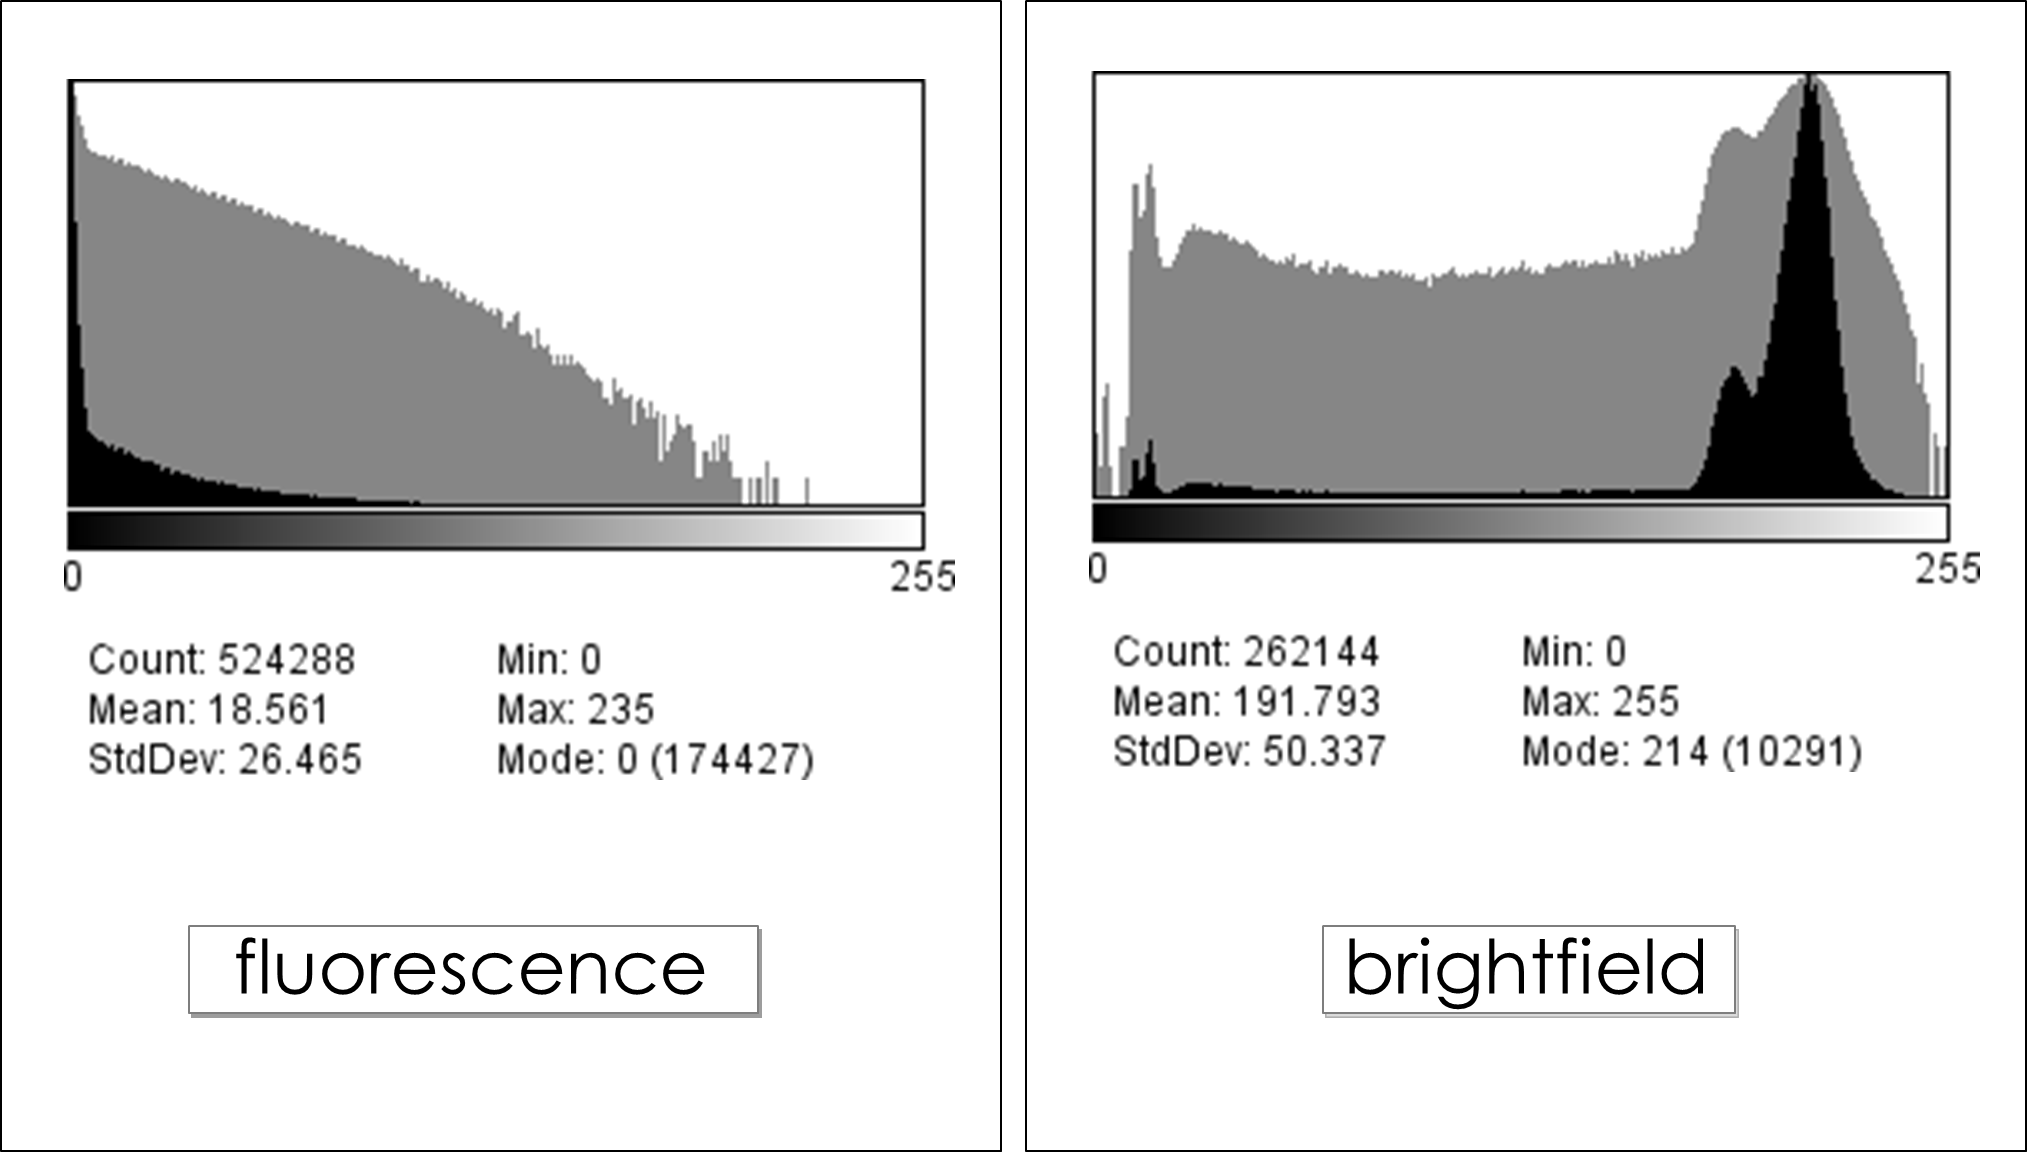 0 255
Count: 524288 Min: 0
Mean: 18.561 Max: 235
StdDev: 26.465 Mode: 0 (174427)
fluorescence
0 255
Count: 262144 Min: 0
Mean: 191.793 Max: 255
StdDev: 50.337 Mode: 214 (10291)
brightfield